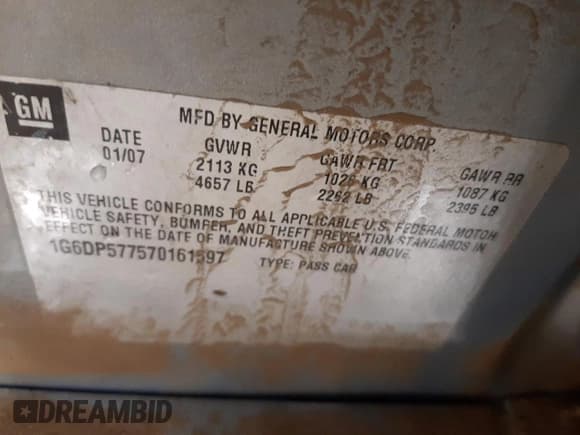 GM
MFD BY GENERAL MOTORS CORP.
DATE GVWR GAWR FRT GAWR RR
01/07 2113 KG 1026 KG 1087 KG
4657 LB 2262 LB 2395 LB
THIS VEHICLE CONFORMS TO ALL APPLICABLE U.S. FEDERAL MOTOR
VEHICLE SAFETY, BUMPER, AND THEFT PREVENTION STANDARDS IN
EFFECT ON THE DATE OF MANUFACTURE SHOWN ABOVE.
1G6DP577570161597 TYPE: PASS CAR
DREAMBID